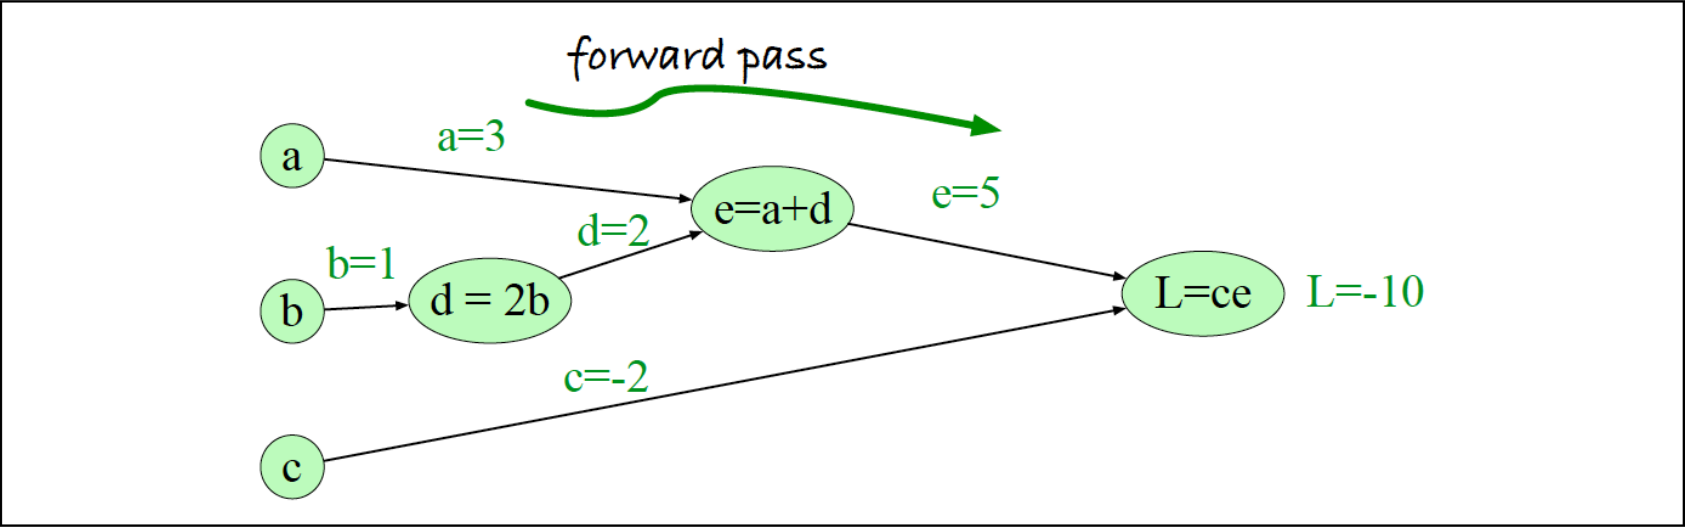 forward pass
a
a=3
e=a+d
e=5
d=2
b=1
b
d = 2b
L=ce
L=-10
c=-2
c